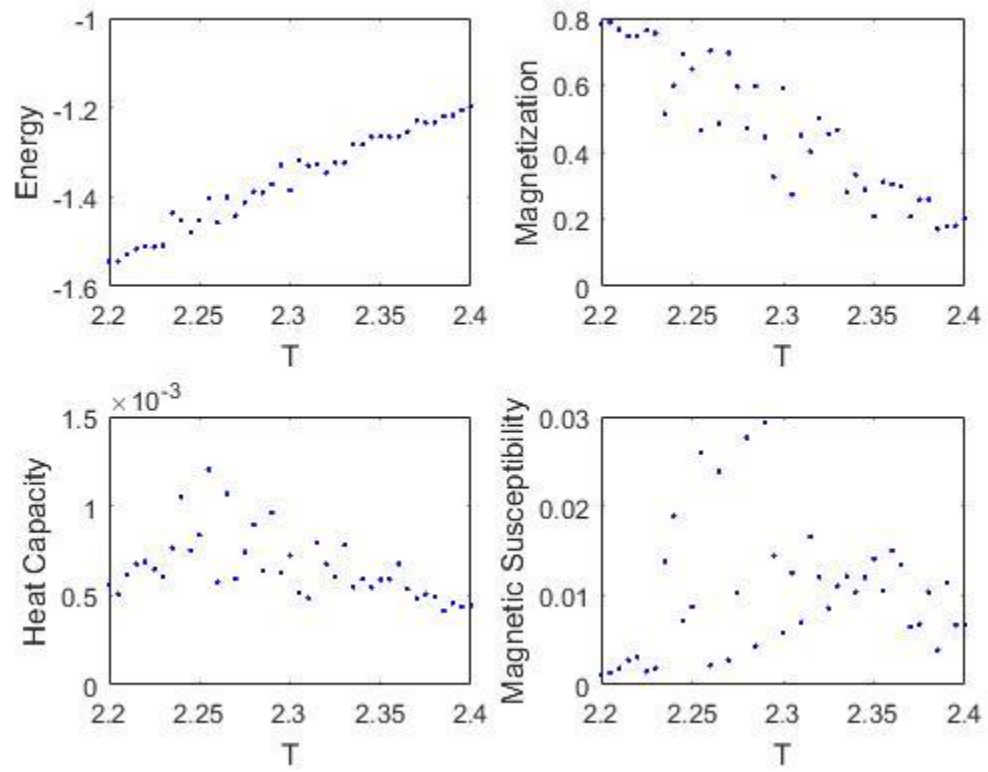 Energy
-1
-1.2
-1.4
-1.6
2.2 2.25 2.3 2.35 2.4
T
Magnetization
0.8
0.6
0.4
0.2
0
2.2 2.25 2.3 2.35 2.4
T
Heat Capacity
×10-3
1.5
1
0.5
0
2.2 2.25 2.3 2.35 2.4
T
Magnetic Susceptibility
0.03
0.02
0.01
0
2.2 2.25 2.3 2.35 2.4
T